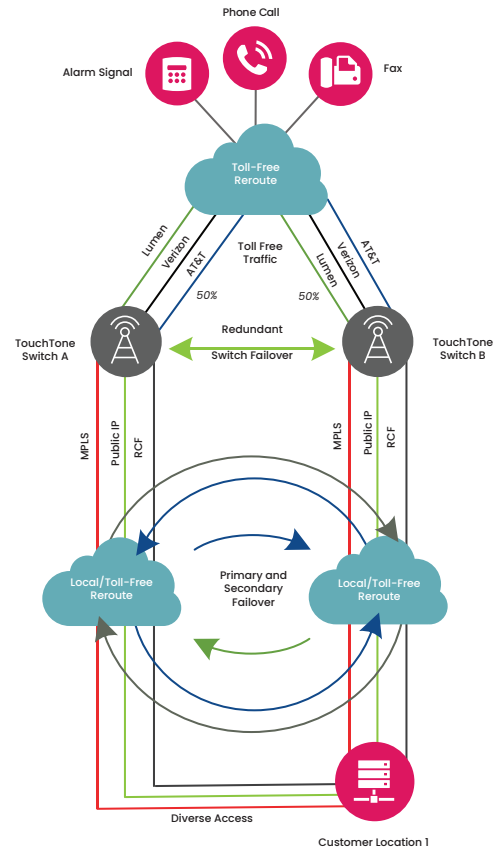 Phone Call
Alarm Signal
Fax
Toll-Free
Reroute
Lumen
Verizon
AT&T
Toll Free
Traffic
Lumen
Verizon
AT&T
50%
50%
TouchTone
Switch A
Redundant
Switch Failover
TouchTone
Switch B
MPLS
Public IP
RCF
MPLS
Public IP
RCF
Local/Toll-Free
Reroute
Primary and
Secondary
Failover
Local/Toll-Free
Reroute
Diverse Access
Customer Location 1